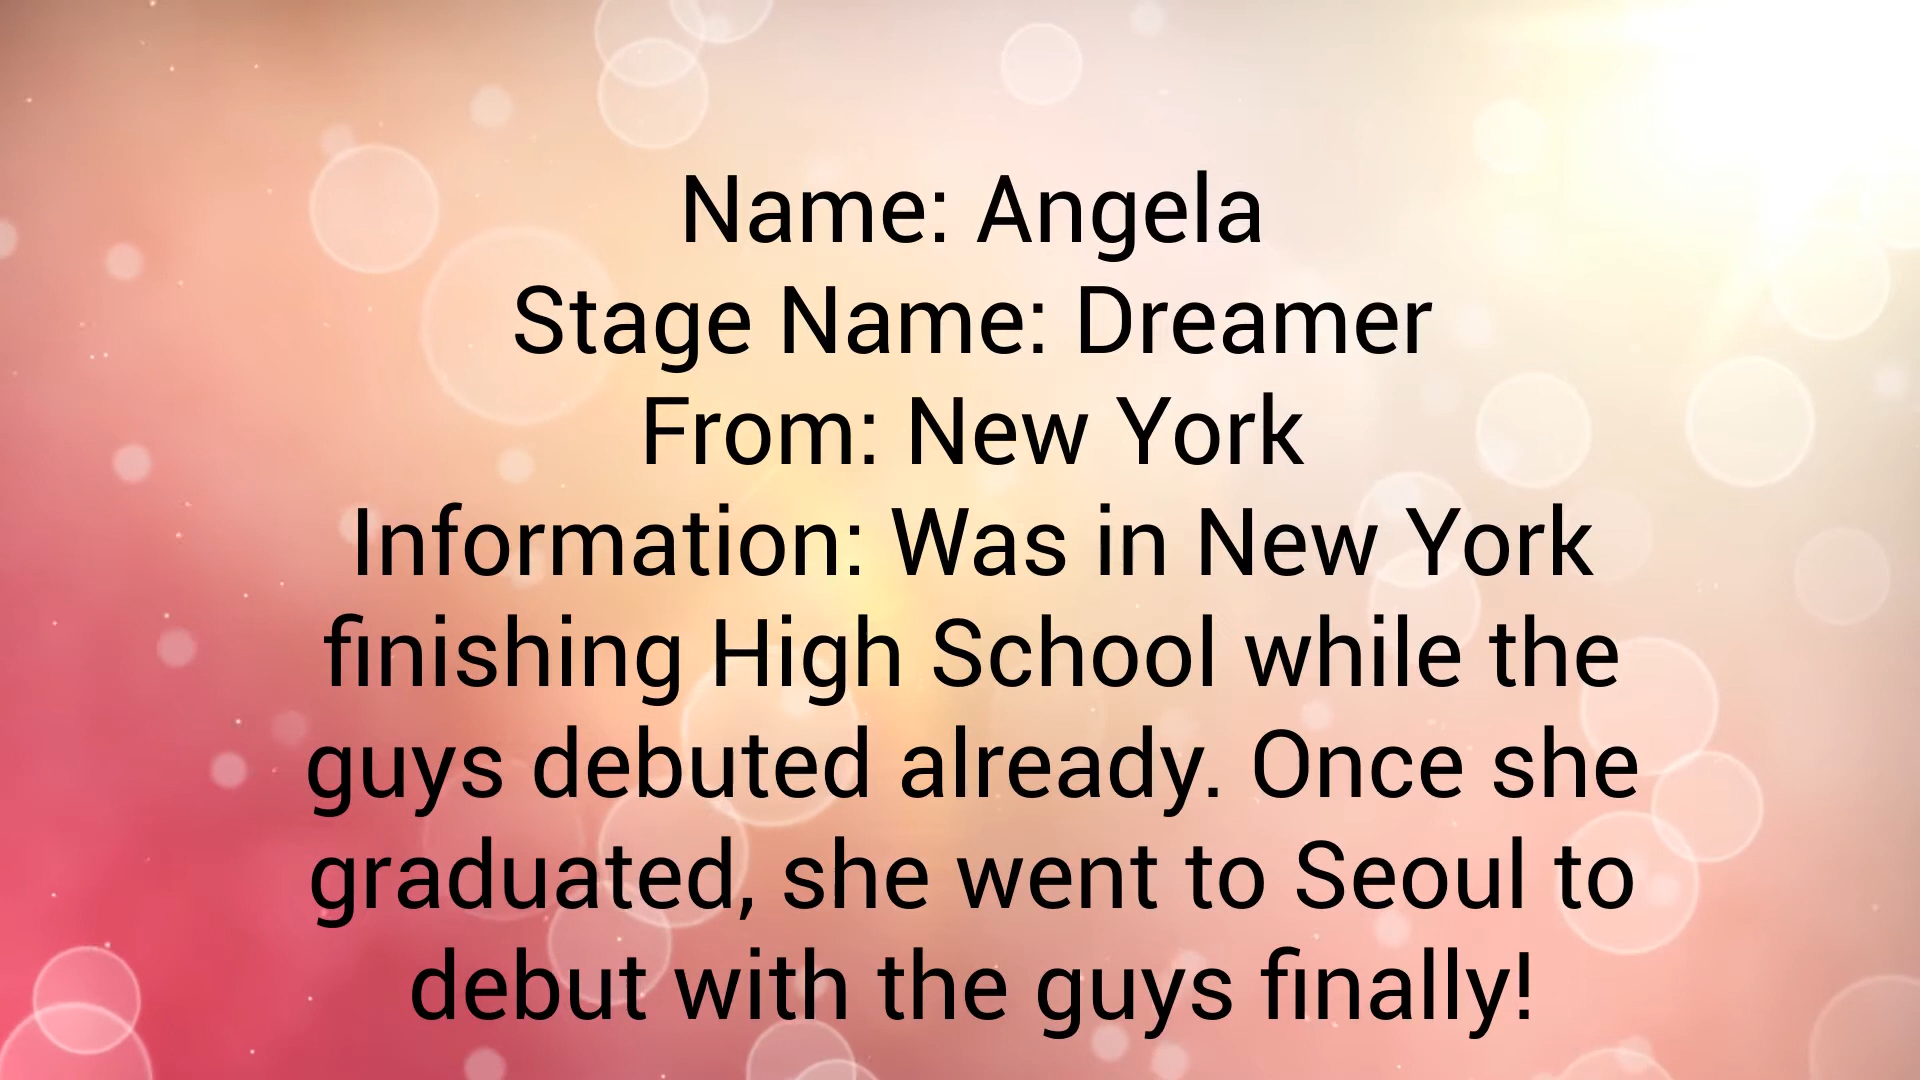 Name: Angela
Stage Name: Dreamer
From: New York
Information: Was in New York
finishing High School while the
guys debuted already. Once she
graduated, she went to Seoul to
debut with the guys finally!